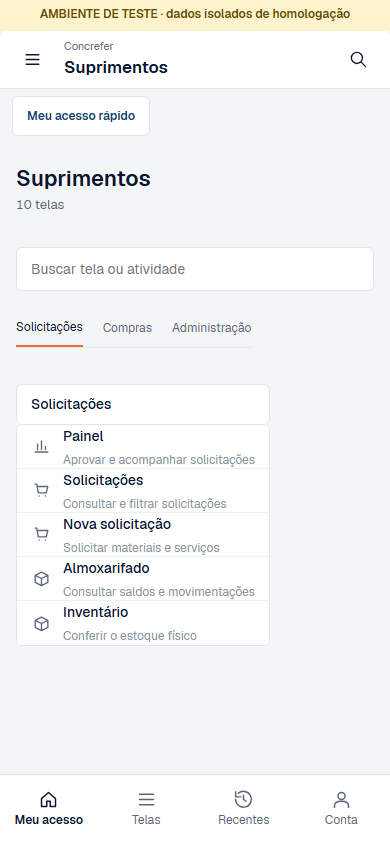 AMBIENTE DE TESTE · dados isolados de homologação
Concrefer
Suprimentos
Meu acesso rápido
Suprimentos
10 telas
Buscar tela ou atividade
Solicitações
Compras
Administração
Solicitações
Painel
Aprovar e acompanhar solicitações
Solicitações
Consultar e filtrar solicitações
Nova solicitação
Solicitar materiais e serviços
Almoxarifado
Consultar saldos e movimentações
Inventário
Conferir o estoque físico
Meu acesso
Telas
Recentes
Conta